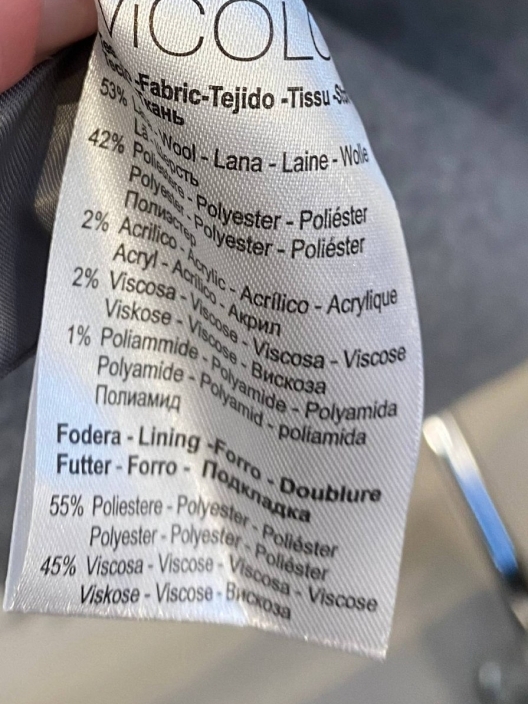 VICOLO
Fabric-Tejido -Tissu -
53% Lana - Wool - Lana - Laine - Wolle
Lã - Шерсть
42% Poliestere - Polyester - Poliéster
Polyester - Polyester - Poliéster
Полиэстер
2% Acrilico - Acrylic - Acrílico - Acrylique
Acryl - Acrílico - Акрил
2% Viscosa - Viscose - Viscosa - Viscose
Viskose - Viscose - Вискоза
1% Poliammide - Polyamide - Polyamida
Polyamide - Polyamid - poliamida
Полиамид
Fodera - Lining -Forro - Doublure
Futter - Forro - Подкладка
55% Poliestere - Polyester - Poliéster
Polyester - Polyester - Poliéster
45% Viscosa - Viscose - Viscosa - Viscose
Viskose - Viscose - Вискоза